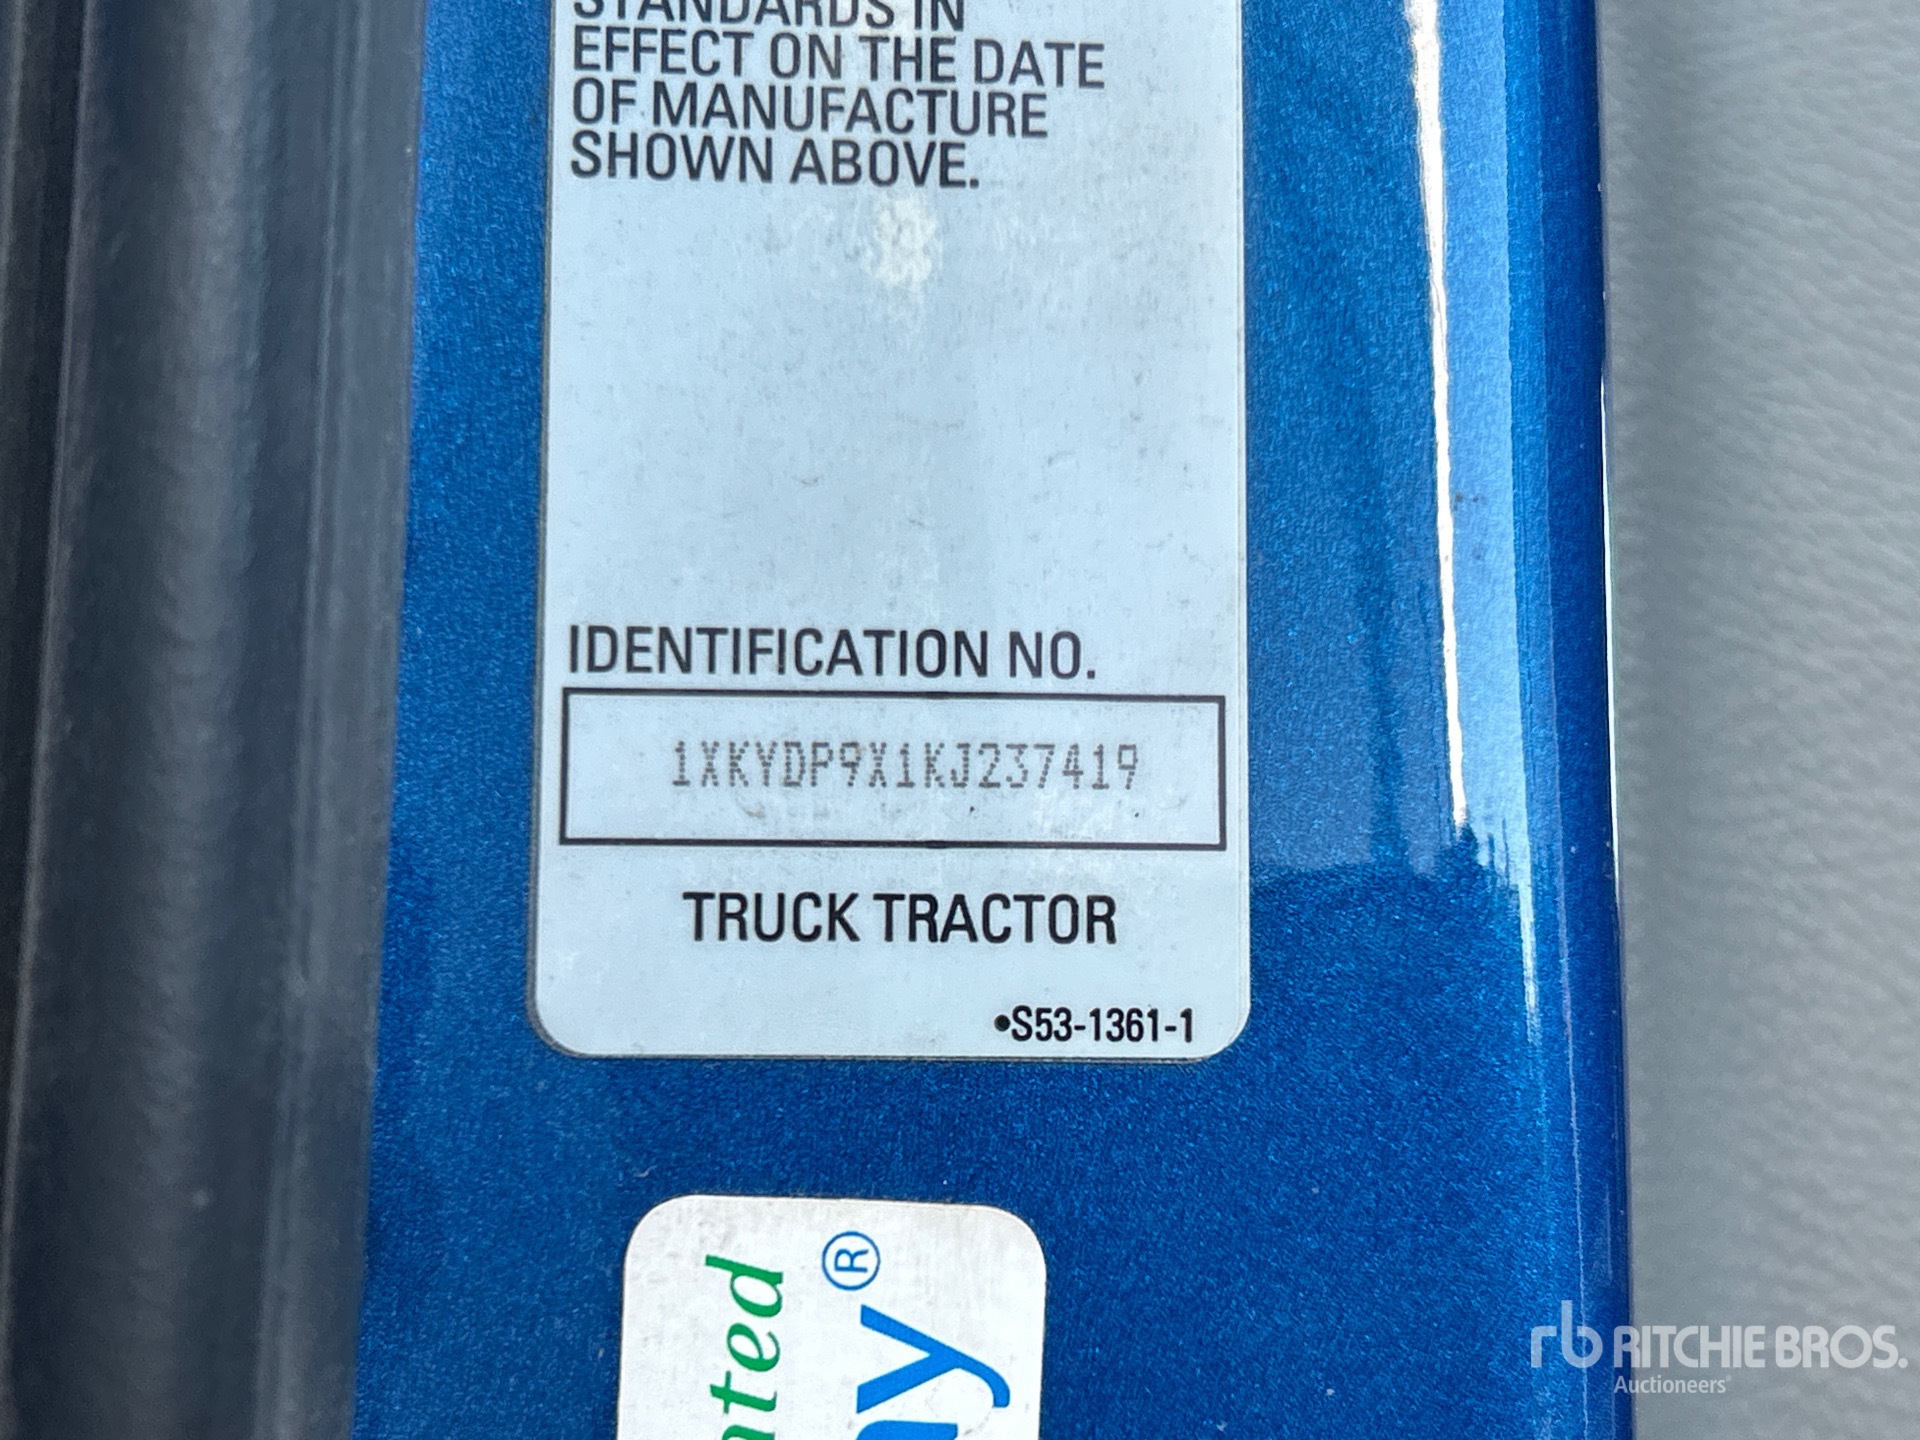 STANDARDS IN
EFFECT ON THE DATE
OF MANUFACTURE
SHOWN ABOVE.
IDENTIFICATION NO.
1XKYDP9X1KJ237419
TRUCK TRACTOR
•S53-1361-1
®
rb RITCHIE BROS.
Auctioneers